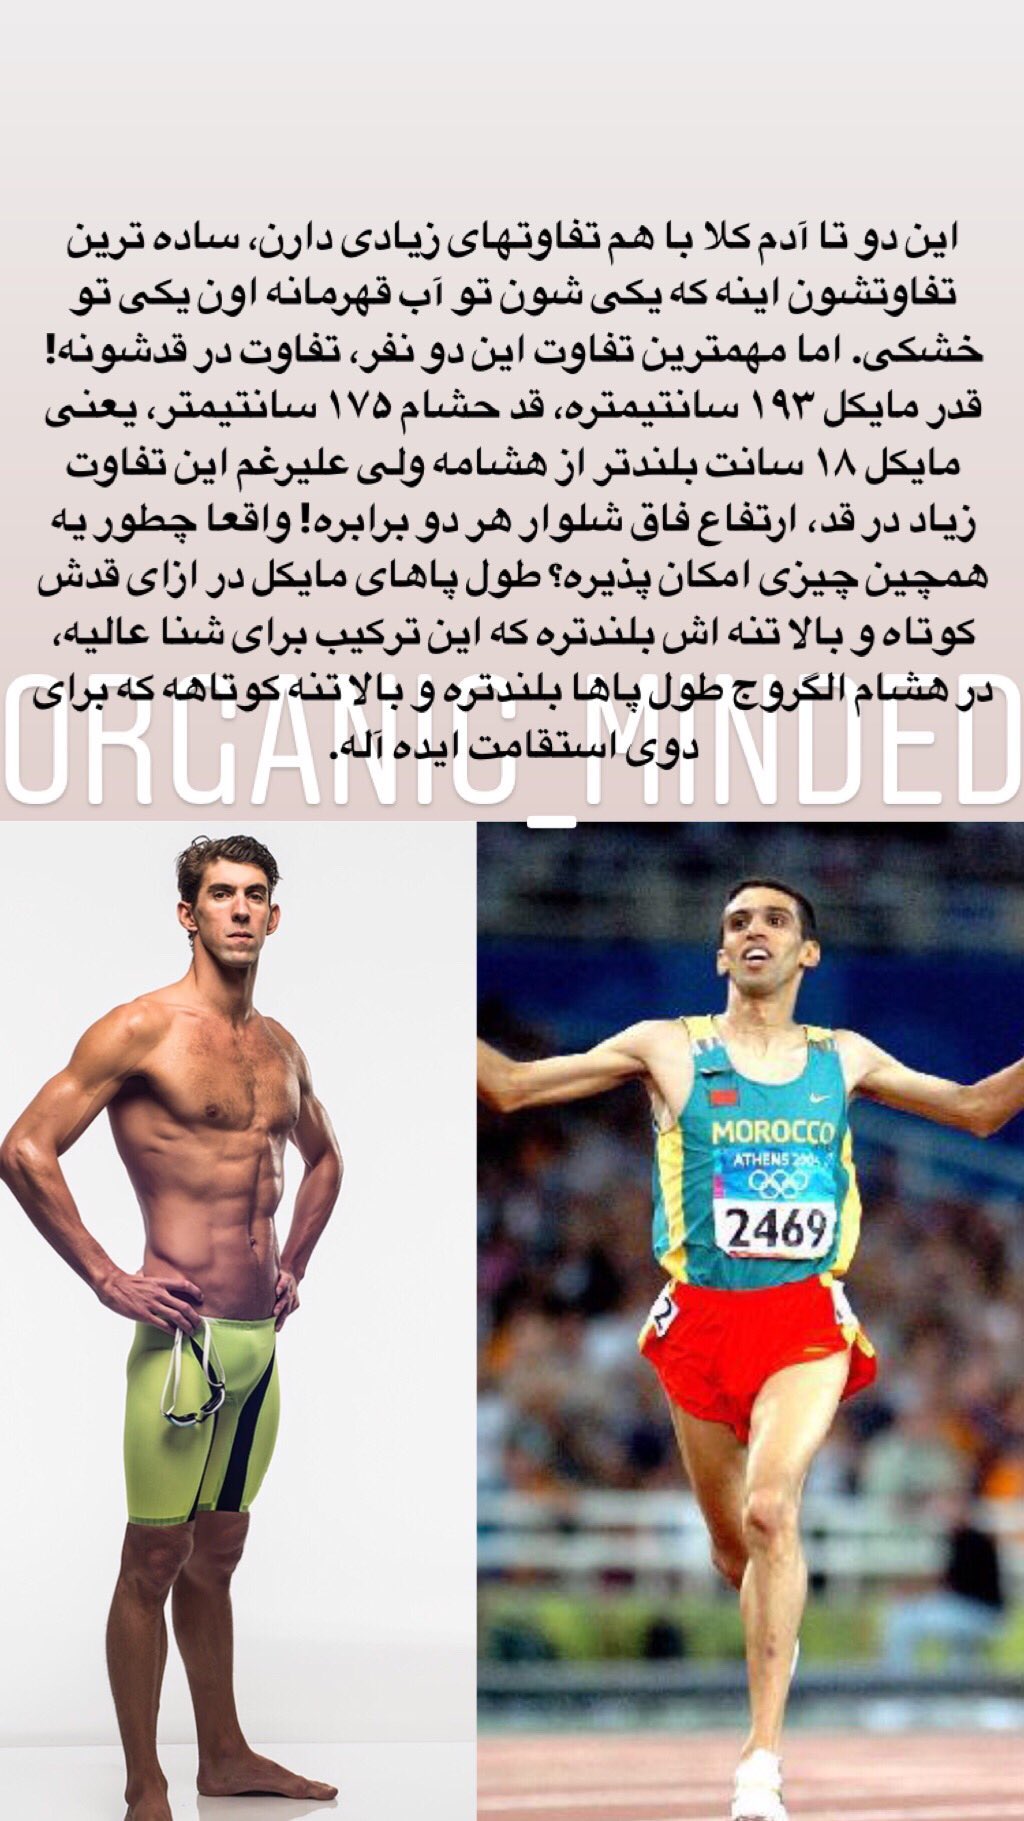 این دو تا آدم کلا با هم تفاوتهای زیادی دارن، ساده ترین
تفاوتشون اینه که یکی شون تو آب قهرمانه اون یکی تو
خشکی. اما مهمترین تفاوت این دو نفر، تفاوت در قدشونه!
قدر مایکل ۱۹۳ سانتیمتره، قد حشام ۱۷۵ سانتیمتر، یعنی
مایکل ۱۸ سانت بلندتر از هشامه ولی علیرغم این تفاوت
زیاد در قد، ارتفاع فاق شلوار هر دو برابره! واقعا چطور یه
همچین چیزی امکان پذیره؟ طول پاهای مایکل در ازای قدش
کوتاه و بالا تنه اش بلندتره که این ترکیب برای شنا عالیه،
در هشام الگروج طول پاها بلندتره و بالا تنه کوتاهه که برای
دوی استقامت ایده آله.
ORGANIC_MINDED
MOROCCO
ATHENS 2004
2469
2